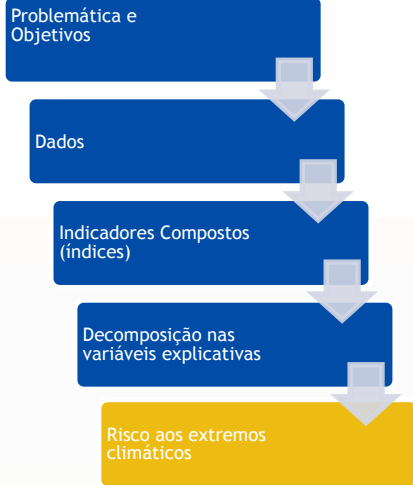 Problemática e
Objetivos
Dados
Indicadores Compostos
(índices)
Decomposição nas
variáveis explicativas
Risco aos extremos
climáticos